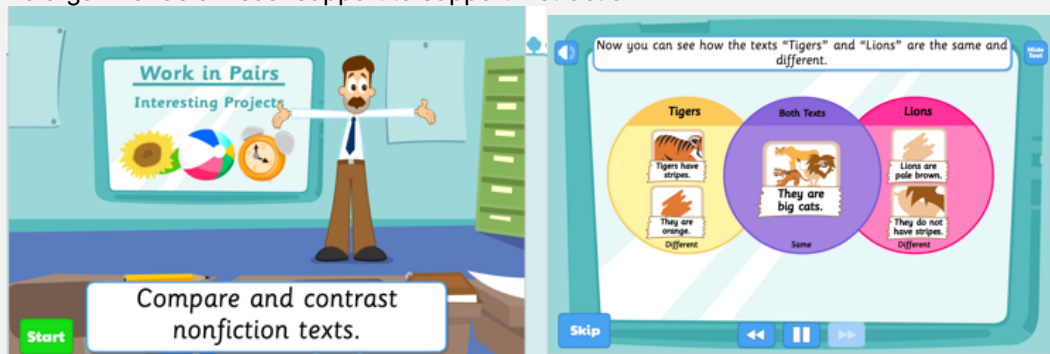 Work in Pairs
Interesting Projects
Compare and contrast
nonfiction texts.
Start
Now you can see how the texts “Tigers” and “Lions” are the same and
different.
Hide
Text
Tigers
Tigers have
stripes.
They are
orange.
Different
Both Texts
They are
big cats.
Same
Lions
Lions are
pale brown.
They do not
have stripes.
Different
Skip